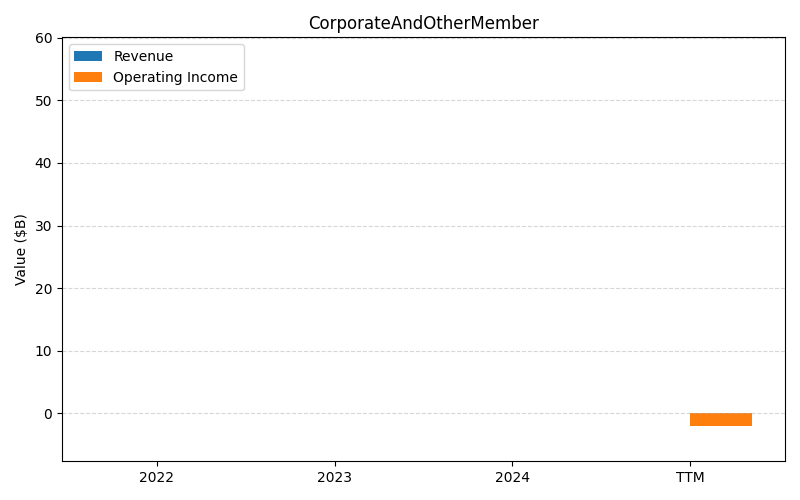 CorporateAndOtherMember
Revenue
Operating Income
Value ($B)
60
50
40
30
20
10
0
2022 2023 2024 TTM